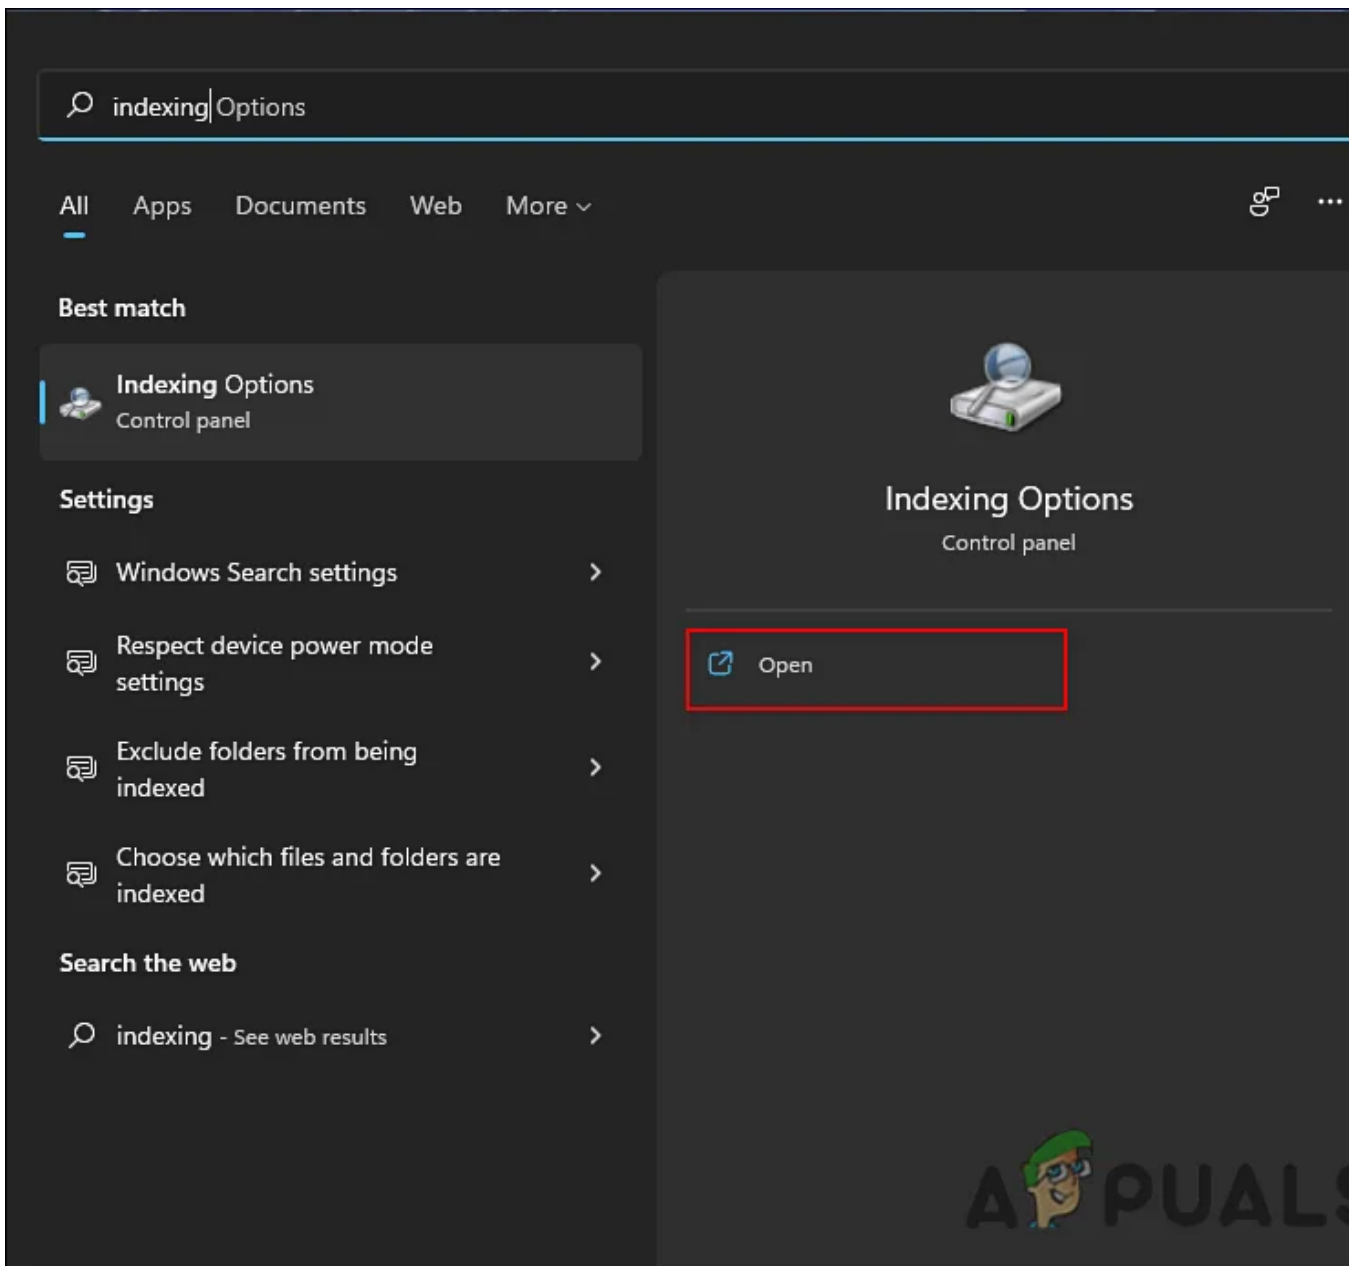 indexing Options
All Apps Documents Web More
Best match
Indexing Options
Control panel
Settings
Windows Search settings
Respect device power mode
settings
Exclude folders from being
indexed
Choose which files and folders are
indexed
Search the web
indexing - See web results
Indexing Options
Control panel
Open
APPUALS